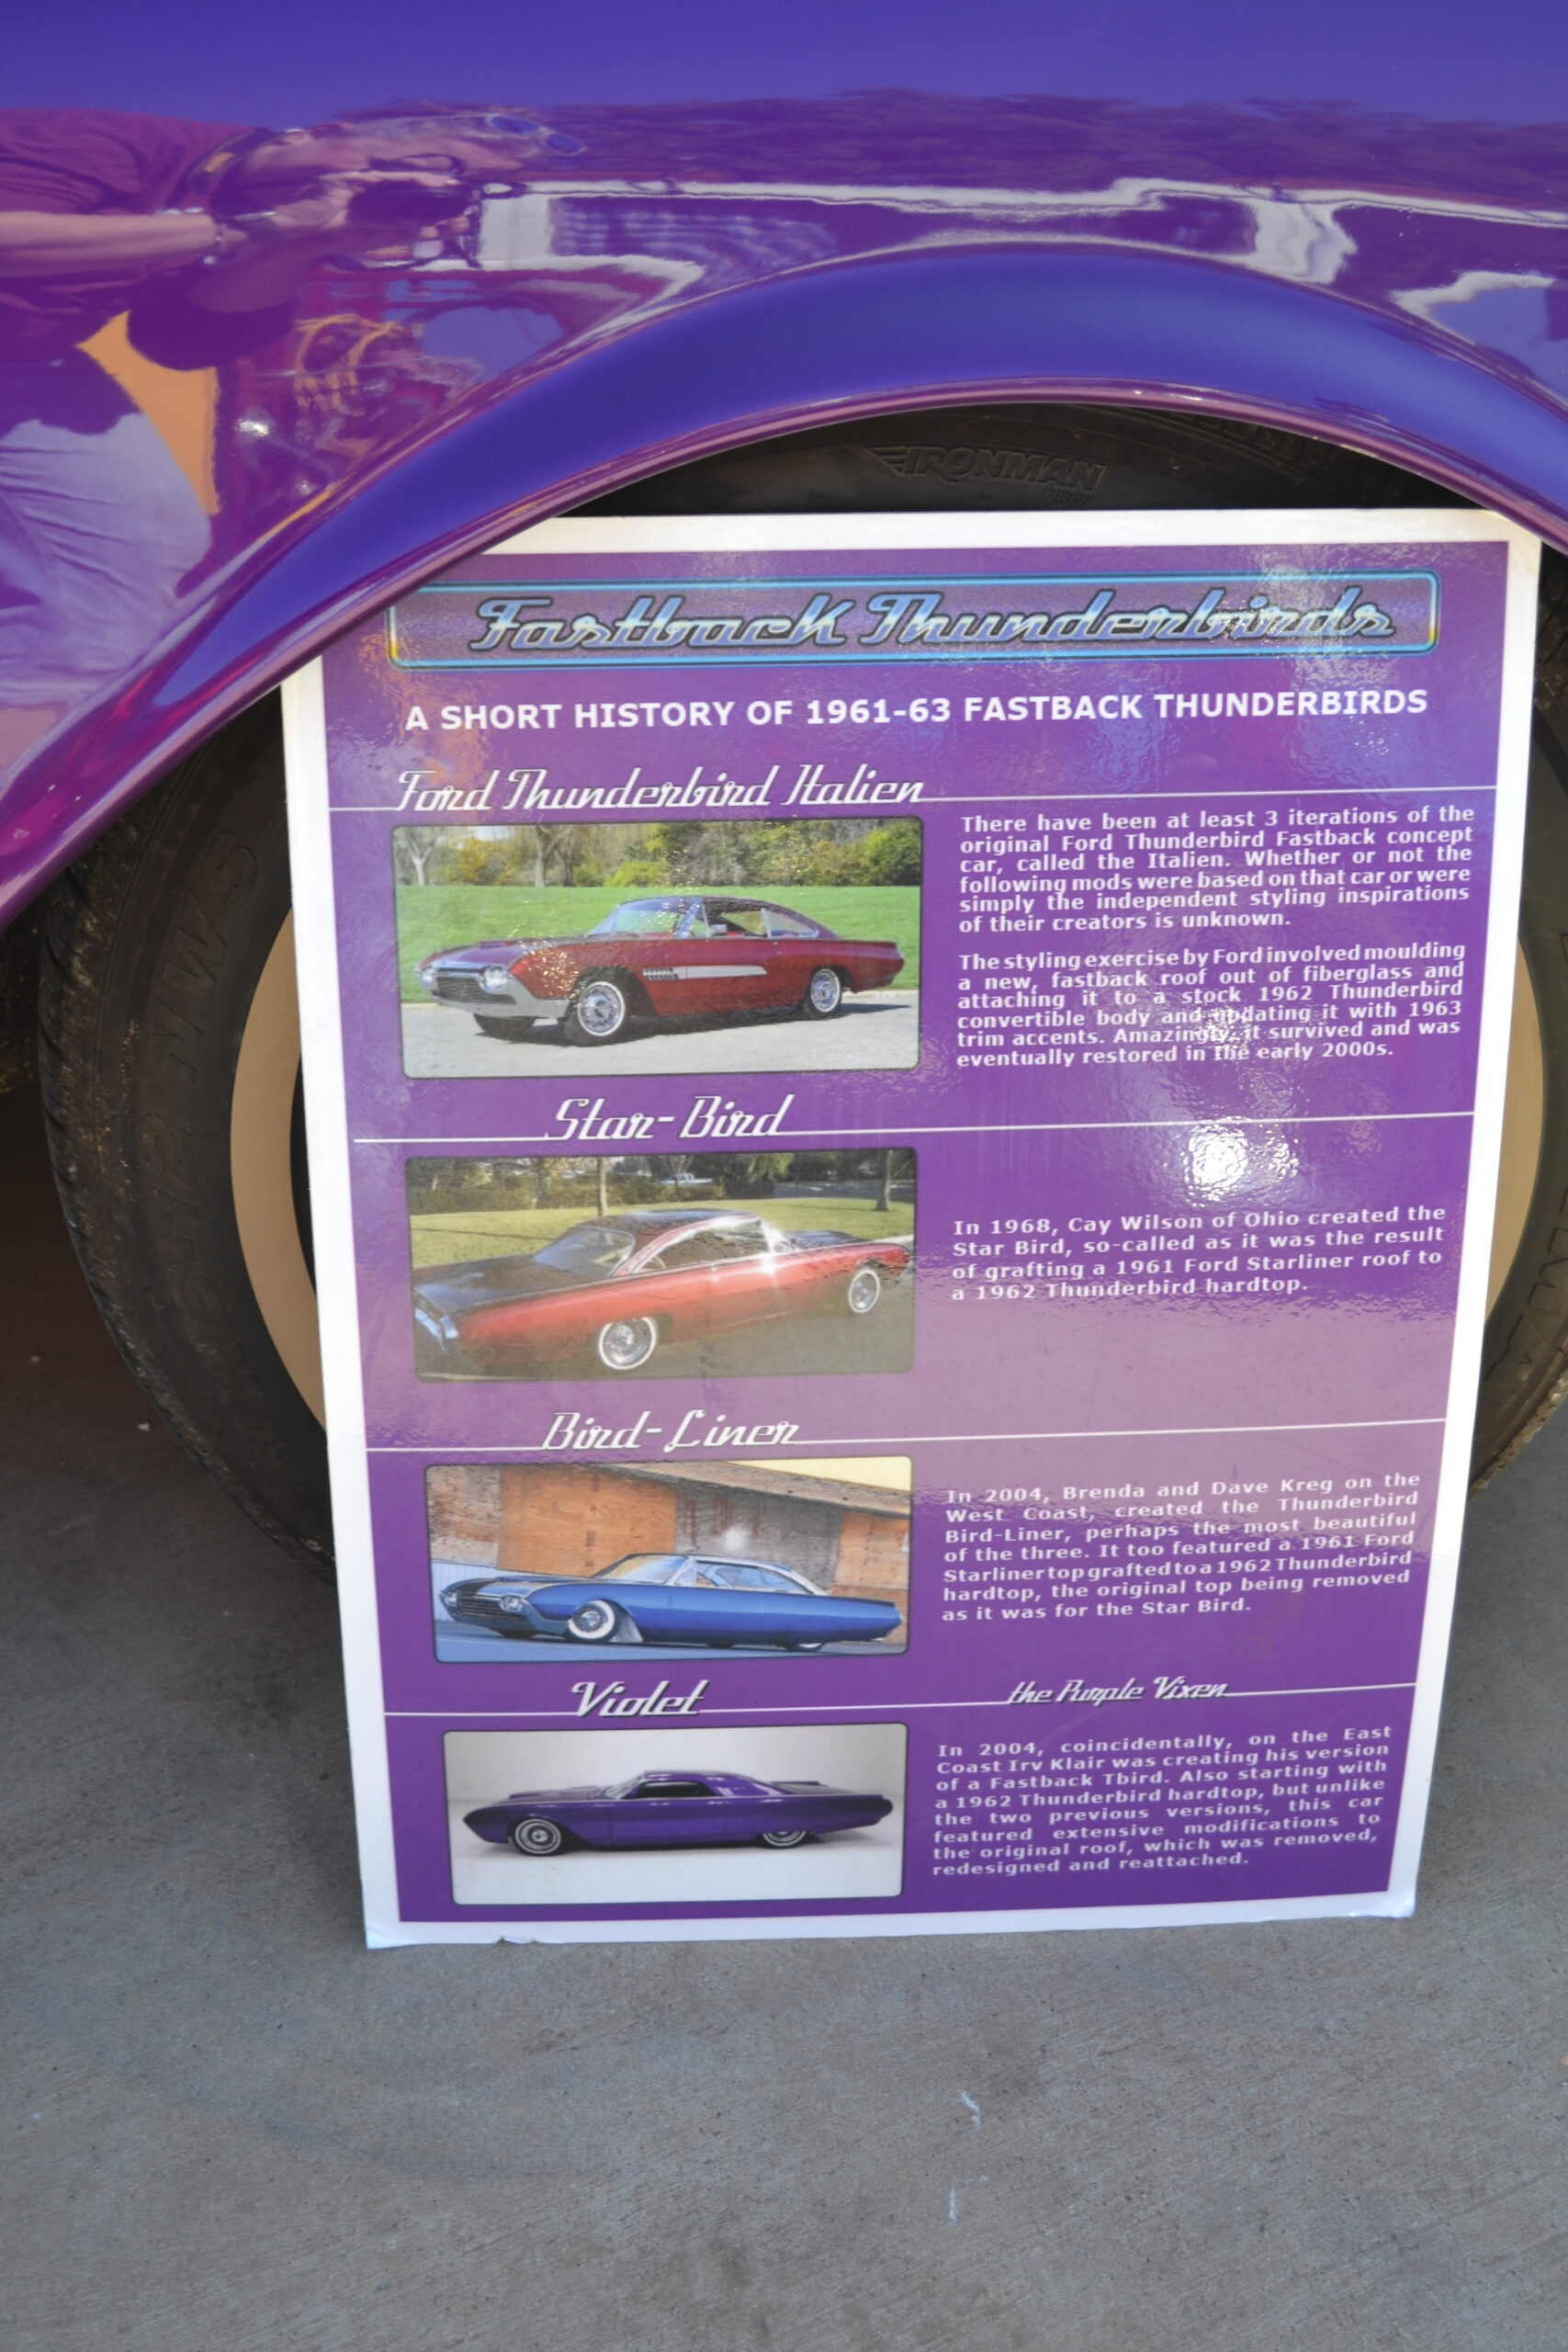 IRONMAN
TIRES
Fastback Thunderbirds
A SHORT HISTORY OF 1961-63 FASTBACK THUNDERBIRDS
Ford Thunderbird Italien
There have been at least 3 iterations of the
original Ford Thunderbird Fastback concept
car, called the Italien. Whether or not the
following mods were based on that car or were
simply the independent styling inspirations
of their creators is unknown.
The styling exercise by Ford involved moulding
a new, fastback roof out of fiberglass and
attaching it to a stock 1962 Thunderbird
convertible body and updating it with 1963
trim accents. Amazingly, it survived and was
eventually restored in the early 2000s.
Star-Bird
In 1968, Cay Wilson of Ohio created the
Star Bird, so-called as it was the result
of grafting a 1961 Ford Starliner roof to
a 1962 Thunderbird hardtop.
Bird-Liner
In 2004, Brenda and Dave Kreg on the
West Coast, created the Thunderbird
Bird-Liner, perhaps the most beautiful
of the three. It too featured a 1961 Ford
Starliner top grafted to a 1962 Thunderbird
hardtop, the original top being removed
as it was for the Star Bird.
Violet
the Purple Vixen
In 2004, coincidentally, on the East
Coast Irv Klair was creating his version
of a Fastback Tbird. Also starting with
a 1962 Thunderbird hardtop, but unlike
the two previous versions, this car
featured extensive modifications to
the original roof, which was removed,
redesigned and reattached.